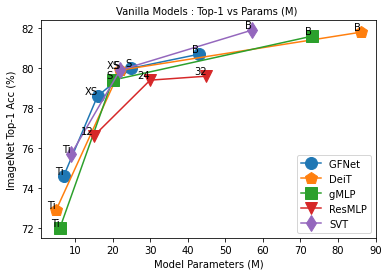 Vanilla Models : Top-1 vs Params (M)
82
80
78
76
74
72
ImageNet Top-1 Acc (%)
B
B
B
B
XS
S
S
S
24
32
XS
12
Ti
Ti
Ti
Ti
GFNet
DeiT
gMLP
ResMLP
SVT
10 20 30 40 50 60 70 80 90
Model Parameters (M)